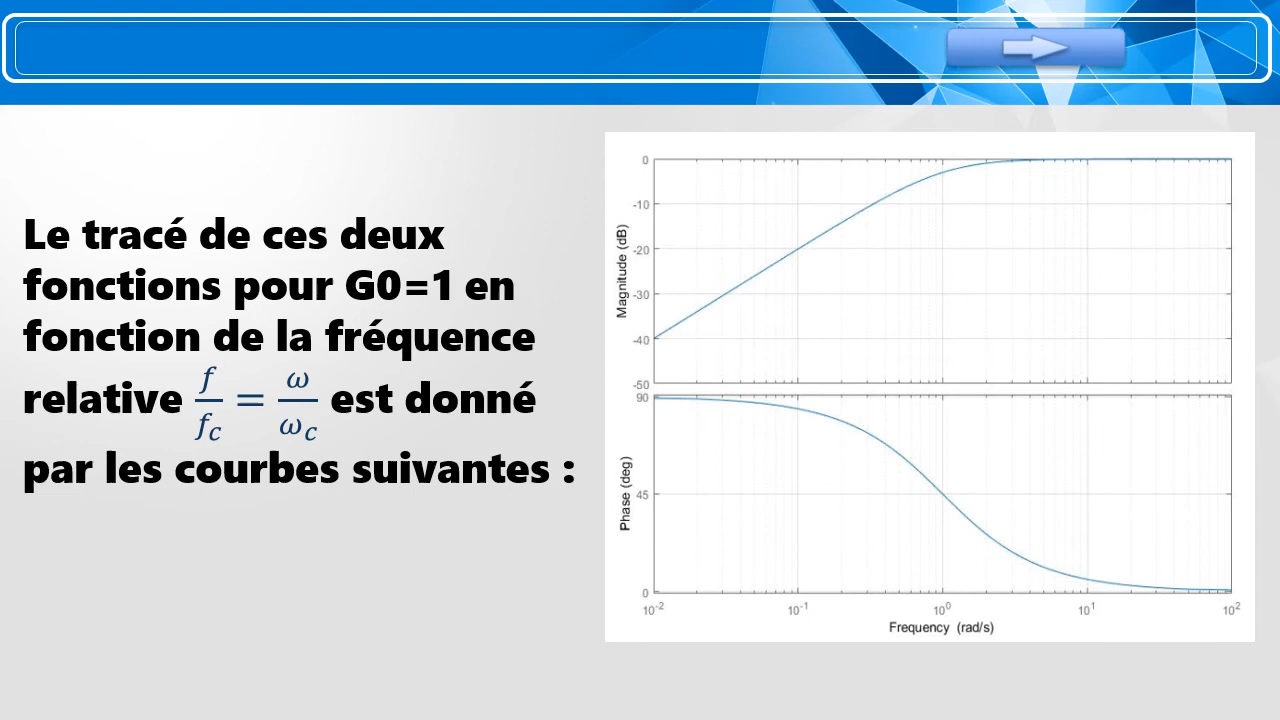 Le tracé de ces deux
fonctions pour G0=1 en
fonction de la fréquence
relative f/f_c = ω/ω_c est donné
par les courbes suivantes :
Magnitude (dB)
0
-10
-20
-30
-40
-50
Phase (deg)
90
45
0
10^-2 10^-1 10^0 10^1 10^2
Frequency (rad/s)